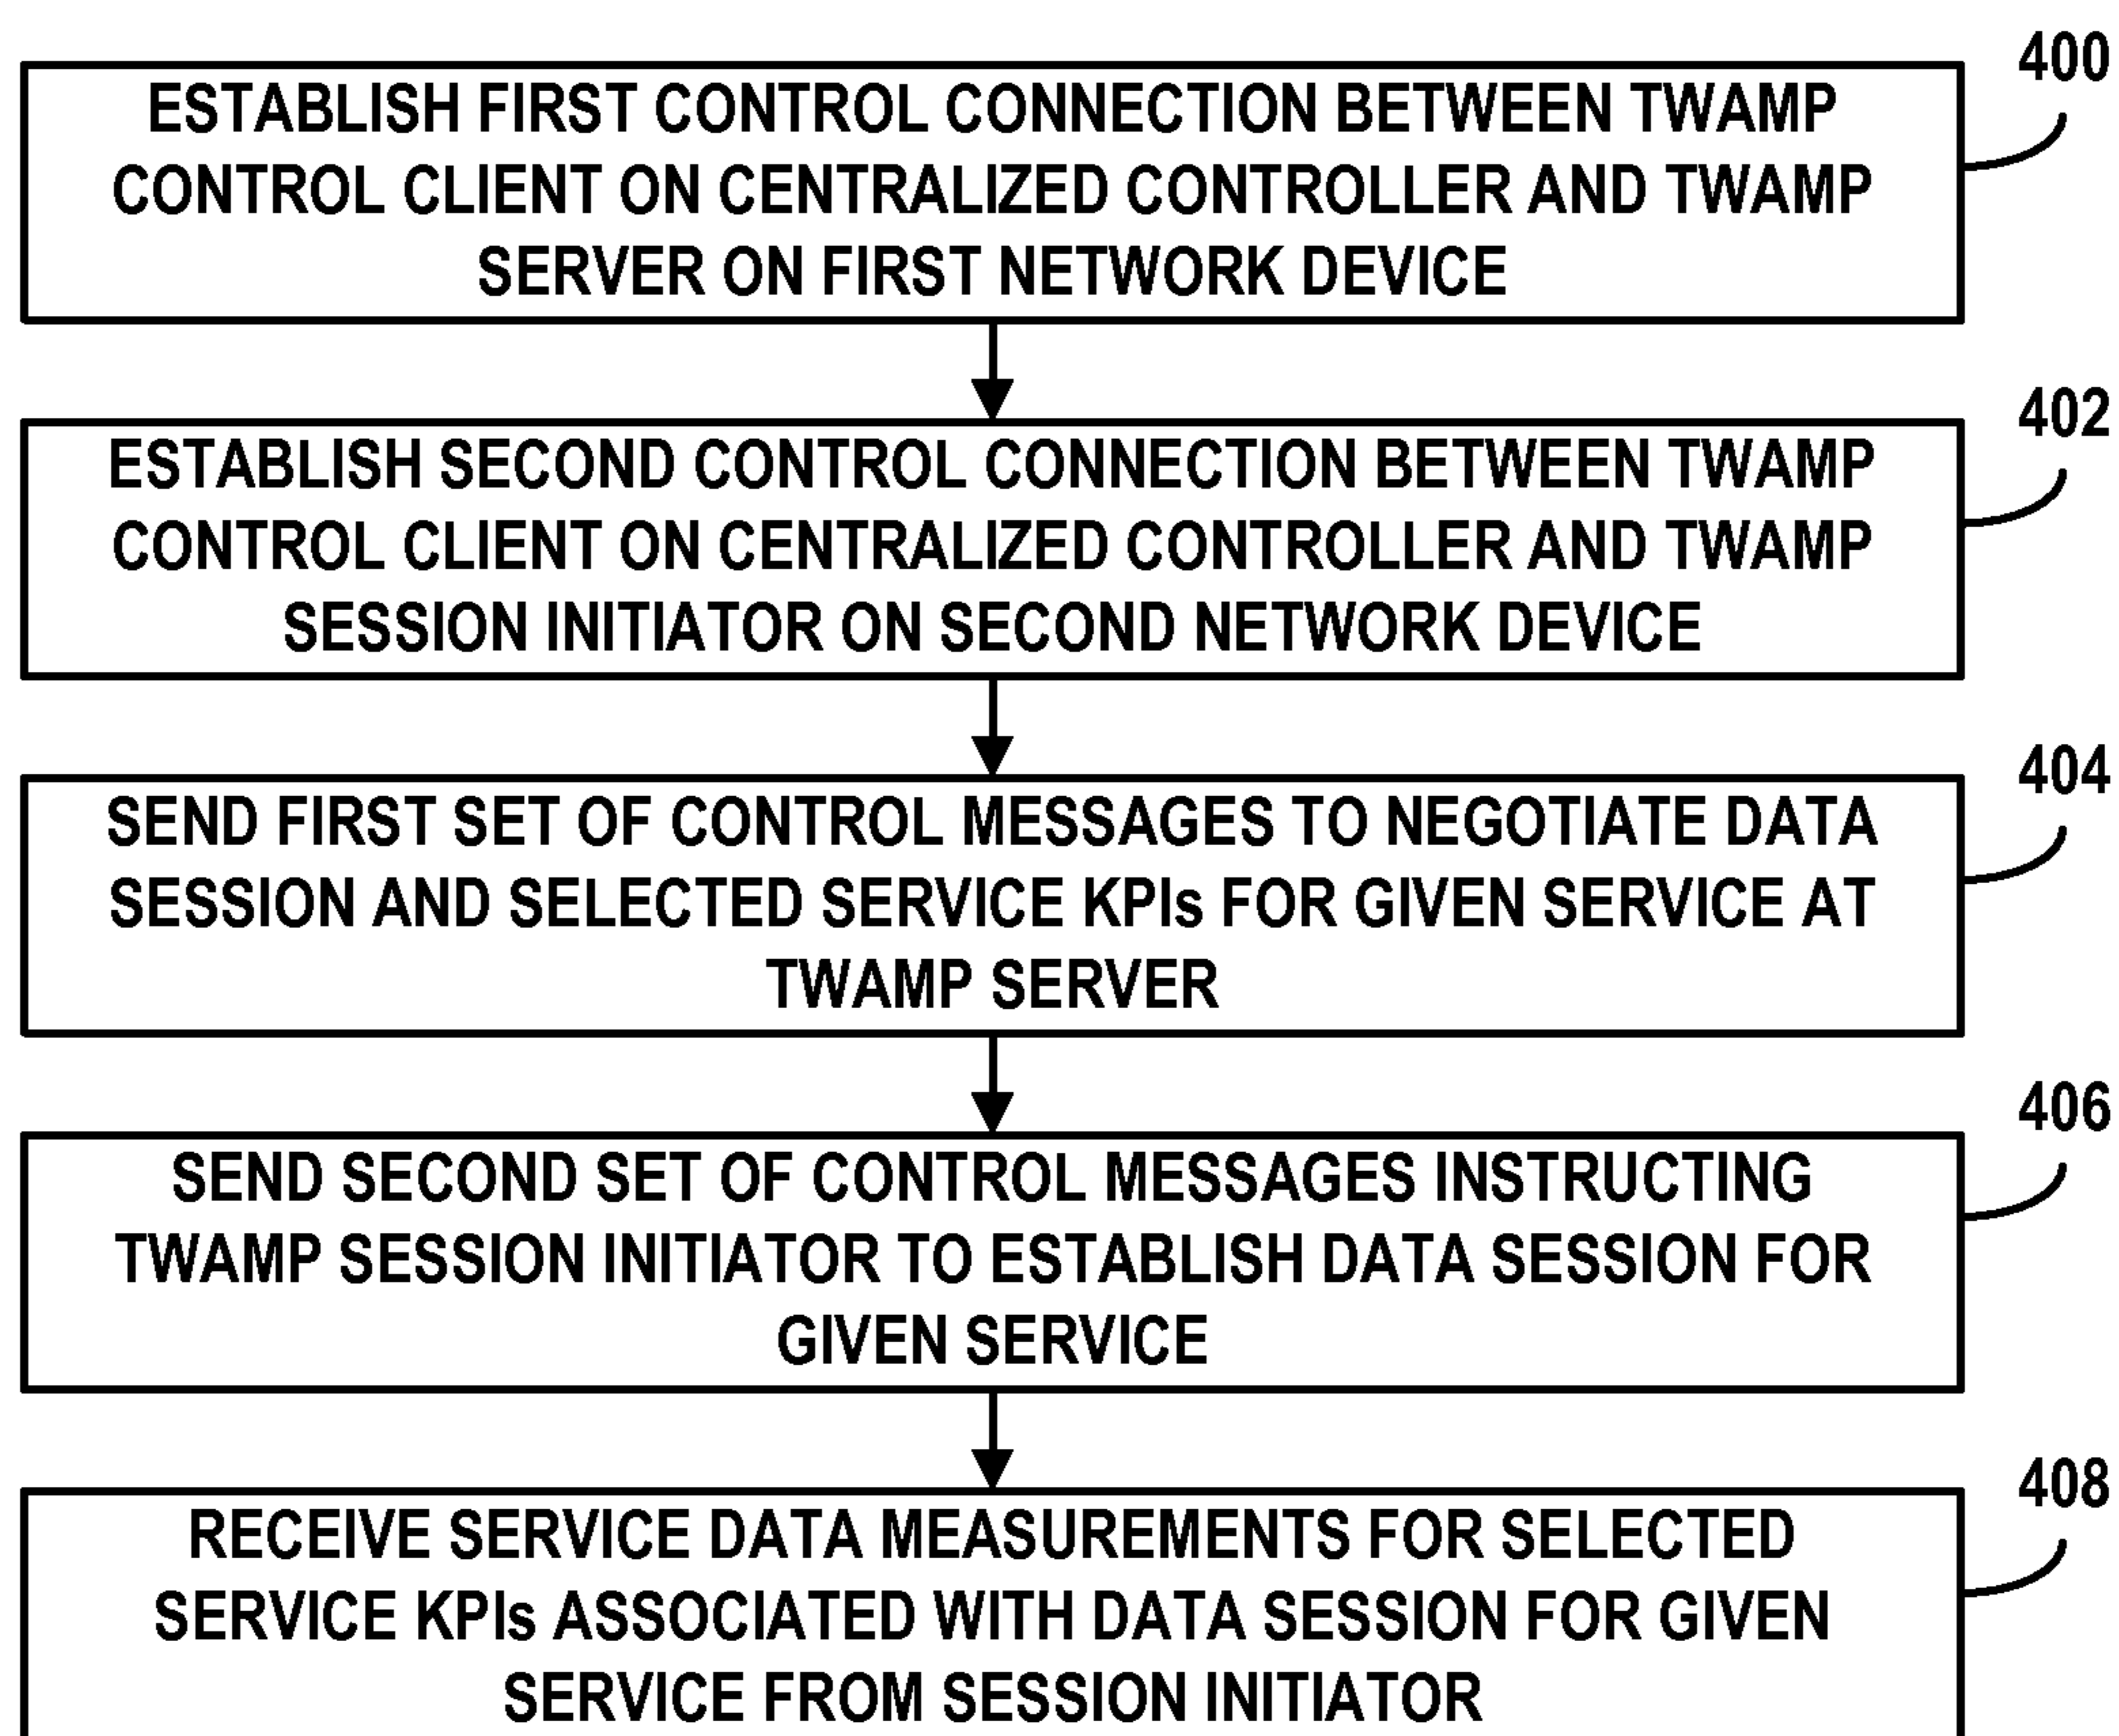 400
ESTABLISH FIRST CONTROL CONNECTION BETWEEN TWAMP
CONTROL CLIENT ON CENTRALIZED CONTROLLER AND TWAMP
SERVER ON FIRST NETWORK DEVICE
402
ESTABLISH SECOND CONTROL CONNECTION BETWEEN TWAMP
CONTROL CLIENT ON CENTRALIZED CONTROLLER AND TWAMP
SESSION INITIATOR ON SECOND NETWORK DEVICE
404
SEND FIRST SET OF CONTROL MESSAGES TO NEGOTIATE DATA
SESSION AND SELECTED SERVICE KPIs FOR GIVEN SERVICE AT
TWAMP SERVER
406
SEND SECOND SET OF CONTROL MESSAGES INSTRUCTING
TWAMP SESSION INITIATOR TO ESTABLISH DATA SESSION FOR
GIVEN SERVICE
408
RECEIVE SERVICE DATA MEASUREMENTS FOR SELECTED
SERVICE KPIs ASSOCIATED WITH DATA SESSION FOR GIVEN
SERVICE FROM SESSION INITIATOR